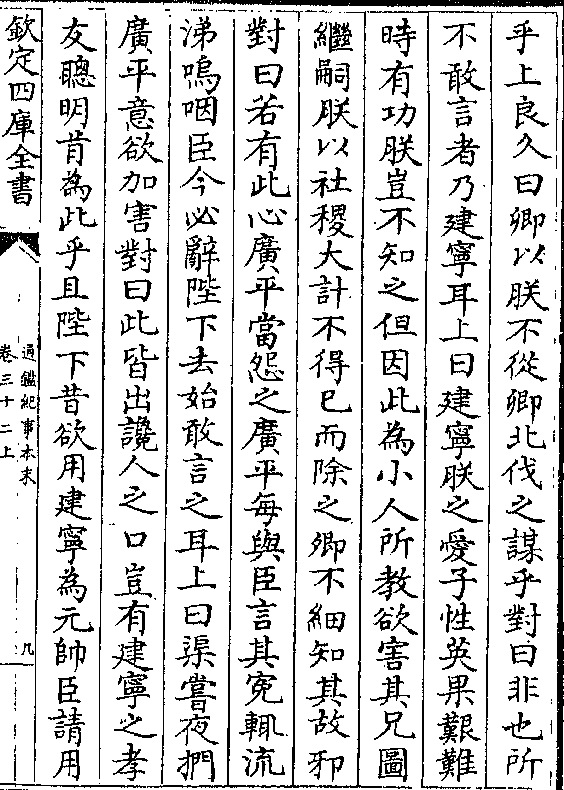 乎上良久曰卿以朕不從卿北伐之謀乎對曰非也所
不敢言者乃建寧耳上曰建寧朕之愛子性英果艱難
時有功朕豈不知之但因此為小人所教欲害其兄圖
繼嗣朕以社稷大計不得已而除之卿不細知其故邪
對曰若有此心廣平當怨之廣平每與臣言其寃輒流
涕嗚咽臣今必辭陛下去始敢言之耳上曰渠嘗夜捫
廣平意欲加害對曰此皆出讒人之口豈有建寧之孝
友聰明肯為此乎且陛下昔欲用建寧為元帥臣請用
欽定四庫全書
通鑑紀事本末
卷三十二上
九